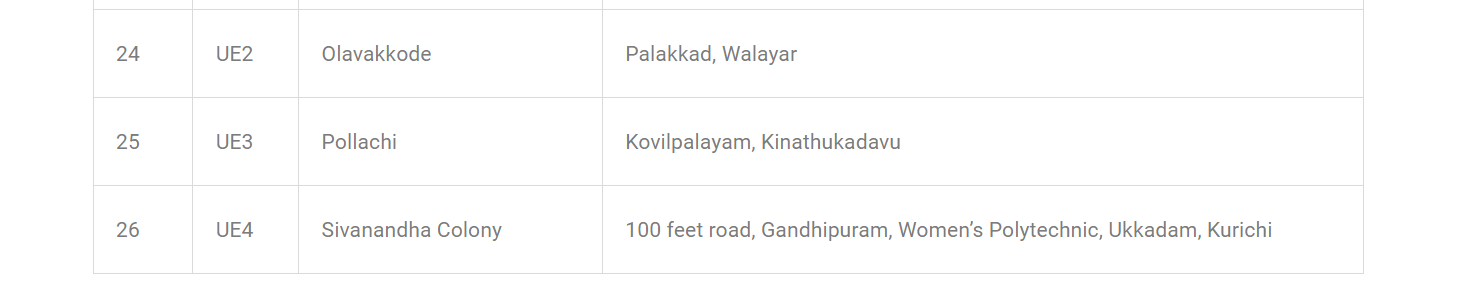 24 UE2 Olavakkode Palakkad, Walayar
25 UE3 Pollachi Kovilpalayam, Kinathukadavu
26 UE4 Sivanandha Colony 100 feet road, Gandhipuram, Women’s Polytechnic, Ukkadam, Kurichi